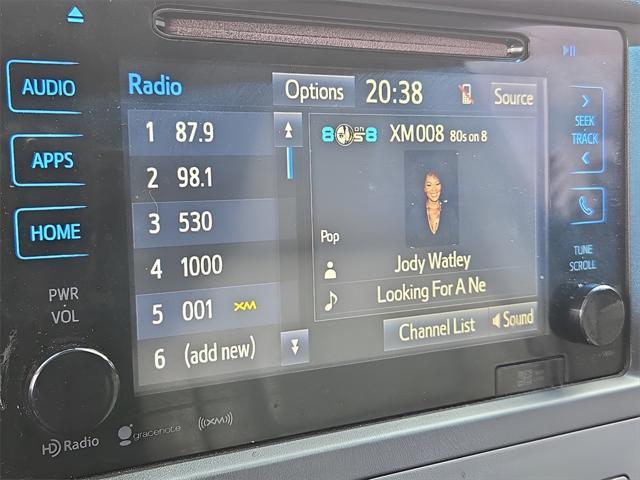 AUDIO
APPS
HOME
PWR
VOL
HD Radio
gracenote
((XM))
Radio
Options
20:38
Source
1 87.9
2 98.1
3 530
4 1000
5 001 XM
6 (add new)
80s on 8
XM008 80s on 8
Pop
Jody Watley
Looking For A Ne
Channel List
Sound
SEEK
TRACK
TUNE
SCROLL